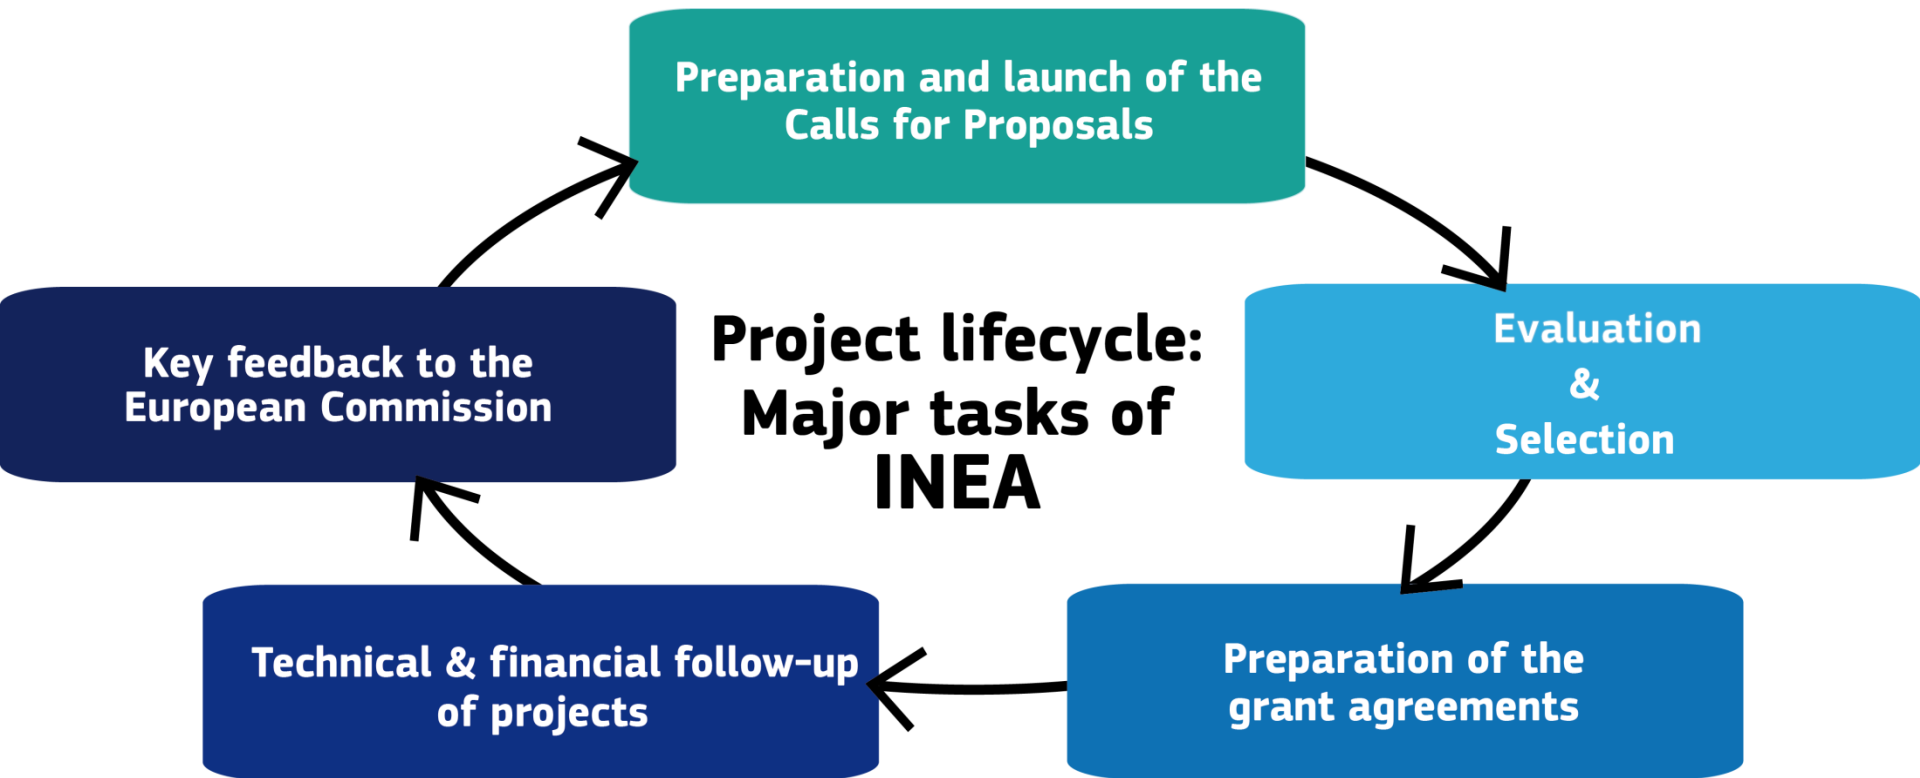 Preparation and launch of the
Calls for Proposals
Evaluation
&
Selection
Preparation of the
grant agreements
Technical & financial follow-up
of projects
Key feedback to the
European Commission
Project lifecycle:
Major tasks of
INEA